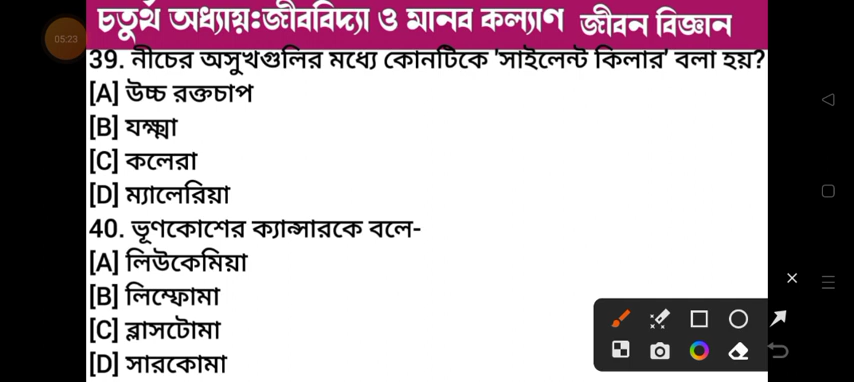 চতুর্থ অধ্যায়ঃজীববিদ্যা ও মানব কল্যাণ জীবন বিজ্ঞান
05:23
39. নীচের অসুখগুলির মধ্যে কোনটিকে 'সাইলেন্ট কিলার' বলা হয়?
[A] উচ্চ রক্তচাপ
[B] যক্ষ্মা
[C] কলেরা
[D] ম্যালেরিয়া
40. ভূণকোশের ক্যান্সারকে বলে-
[A] লিউকেমিয়া
[B] লিম্ফোমা
[C] ব্লাসটোমা
[D] সারকোমা